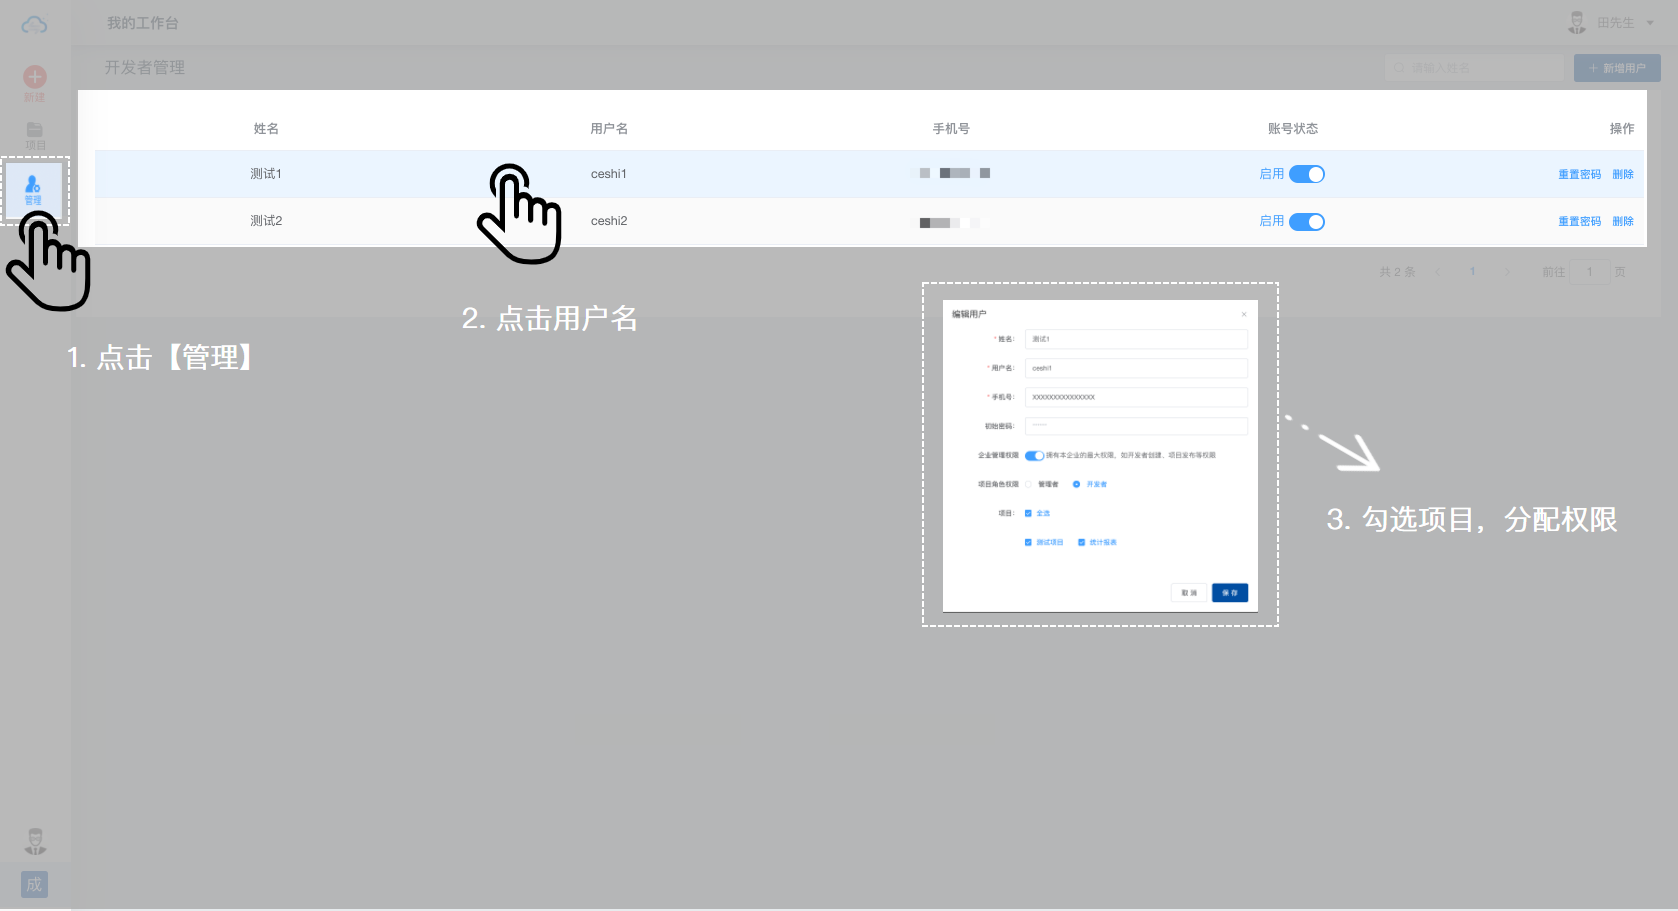 我的工作台
田先生
开发者管理
请输入姓名
+ 新增用户
新建
项目
管理
姓名 用户名 手机号 账号状态 操作
测试1 ceshi1 启用 重置密码 删除
测试2 ceshi2 启用 重置密码 删除
共 2 条 1 前往 1 页
1. 点击【管理】
2. 点击用户名
编辑用户
* 姓名: 测试1
* 用户名: ceshi1
* 手机号: XXXXXXXXXXXXXXX
初始密码: ******
企业管理权限 拥有本企业的最大权限，如开发者创建、项目发布等权限
项目角色权限 管理者 开发者
项目: 全选
测试项目 统计报表
取消 保存
3. 勾选项目，分配权限
成